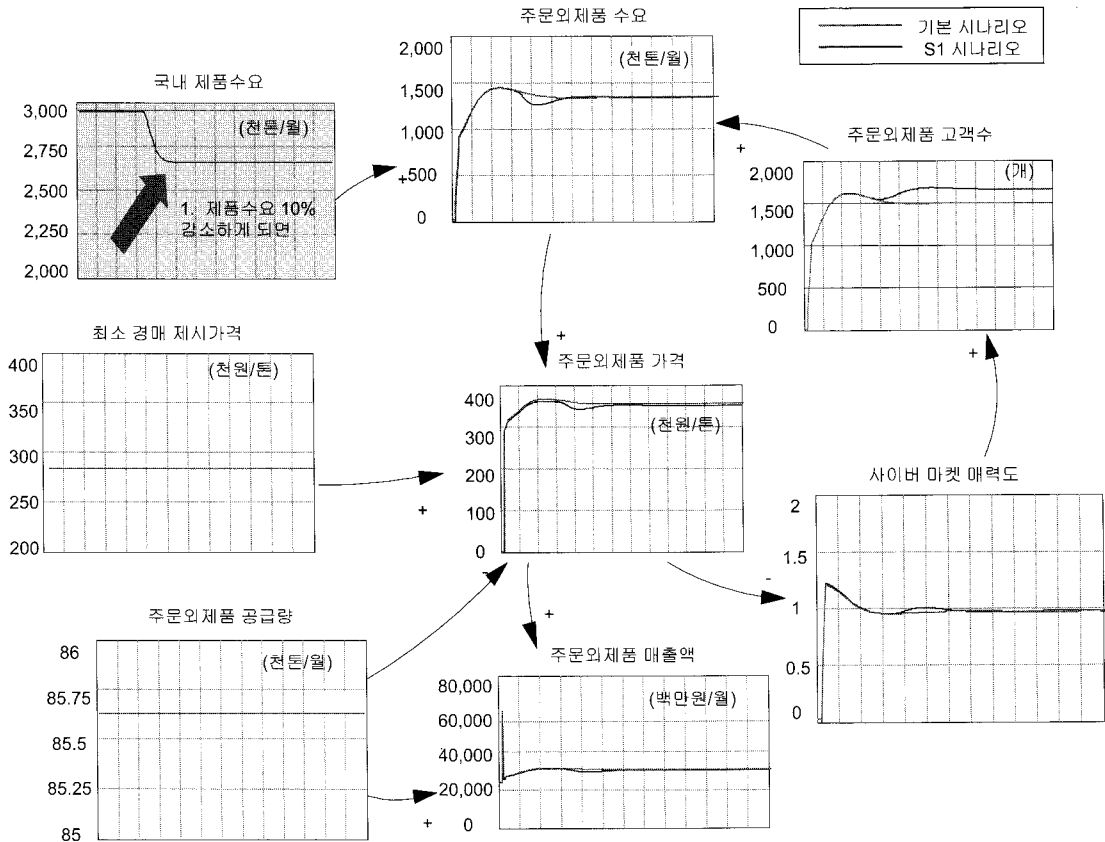 주문외제품 수요
2,000
1,500
1,000
500
0
(천톤/월)
+
기본 시나리오
S1 시나리오
국내 제품수요
3,000
2,750
2,500
2,250
2,000
(천톤/월)
1. 제품수요 10%
감소하게 되면
주문외제품 고객수
2,000
1,500
1,000
500
0
(개)
+
+
최소 경매 제시가격
400
350
300
250
200
(천원/톤)
+
+
주문외제품 가격
400
300
200
100
0
(천원/톤)
-
사이버 마켓 매력도
2
1.5
1
0.5
0
-
주문외제품 공급량
86
85.75
85.5
85.25
85
(천톤/월)
+
+
주문외제품 매출액
80,000
60,000
40,000
20,000
0
(백만원/월)